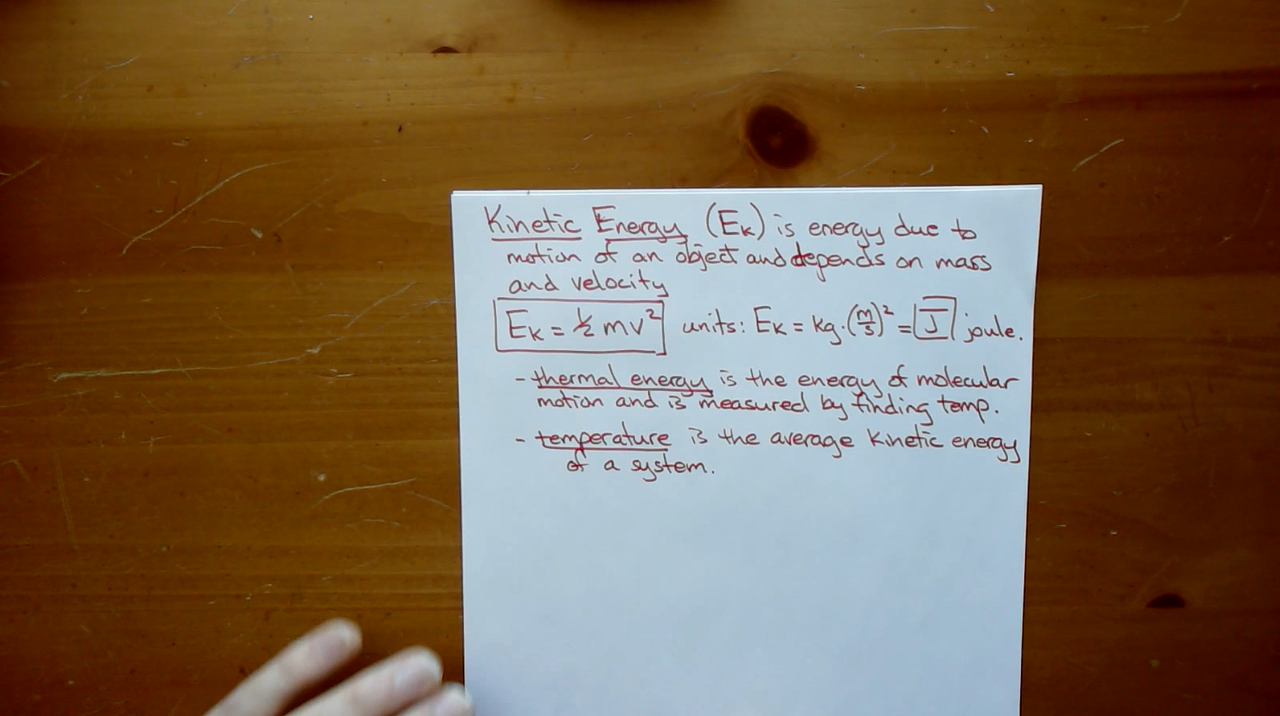 Kinetic Energy (Ek) is energy due to
motion of an object and depends on mass
and velocity
Ek = ½ mv² units: Ek = kg·(m/s)² = J joule.
- thermal energy is the energy of molecular
motion and is measured by finding temp.
- temperature is the average kinetic energy
of a system.